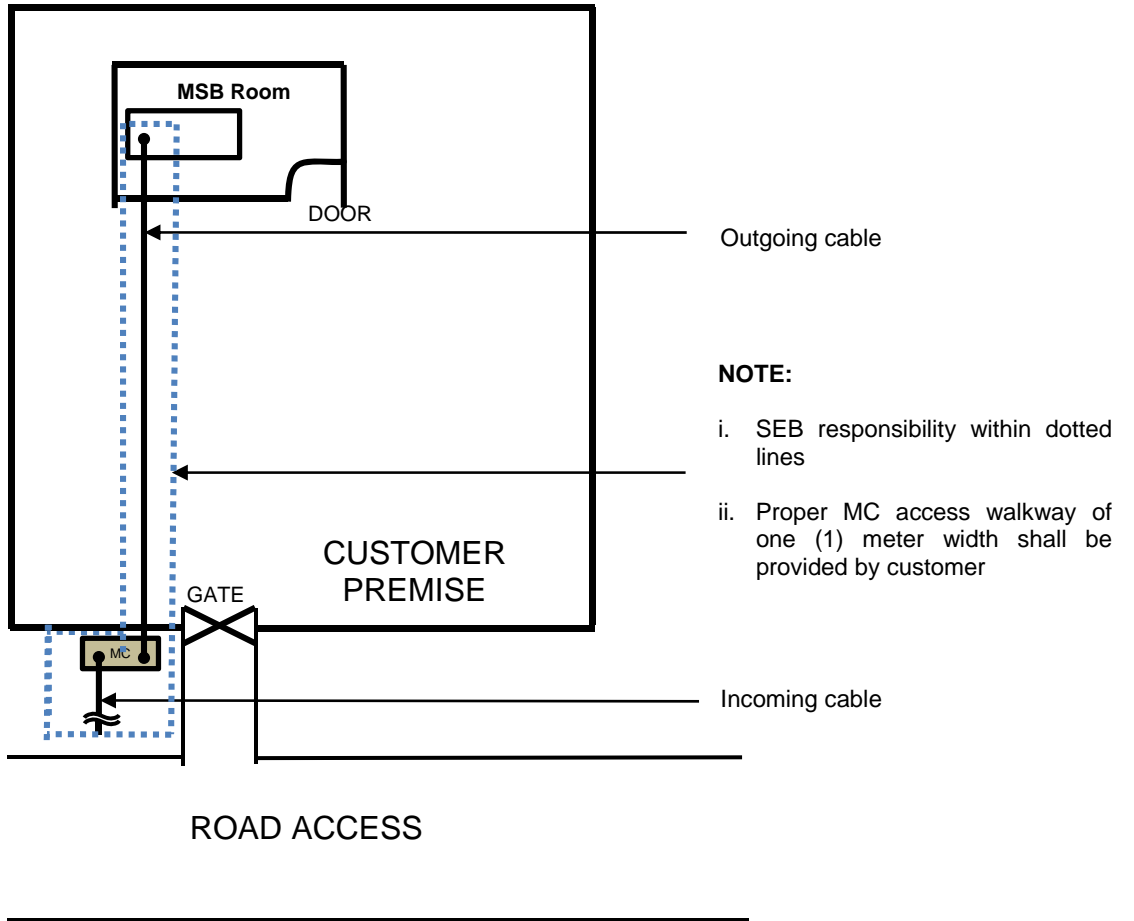 MSB Room
DOOR
Outgoing cable
NOTE:
i. SEB responsibility within dotted
lines
ii. Proper MC access walkway of
one (1) meter width shall be
provided by customer
CUSTOMER
PREMISE
GATE
MC
Incoming cable
ROAD ACCESS